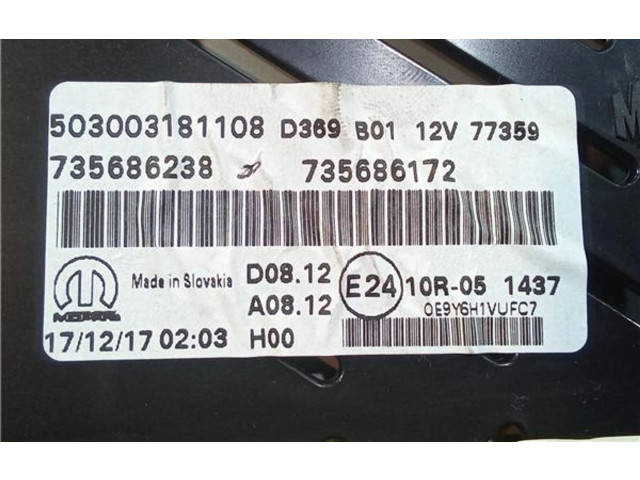 503003181108 D369 B01 12V 77359
735686238 735686172
Made in Slovakia D08.12 E24 10R-05 1437
MOPAR A08.12 0E9Y6H1VUFC7
17/12/17 02:03 H00